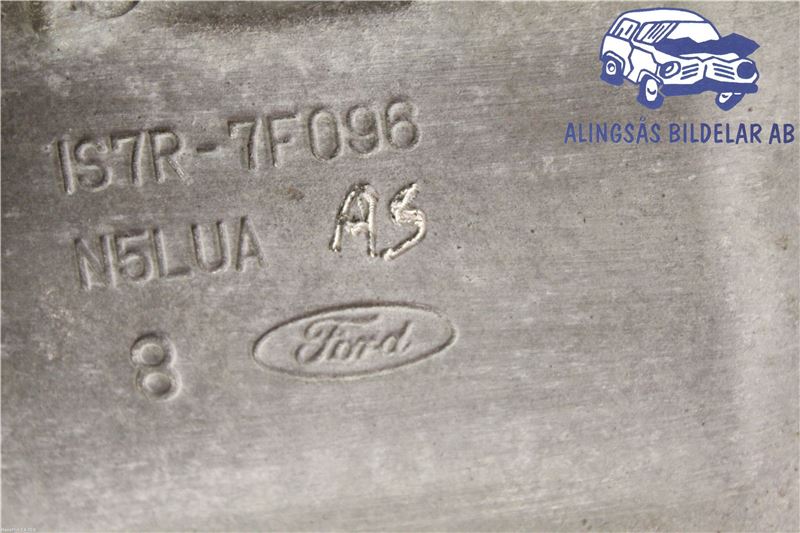 ALINGSÅS BILDELAR AB
1S7R-7F096
AS
N5LUA
8
Ford